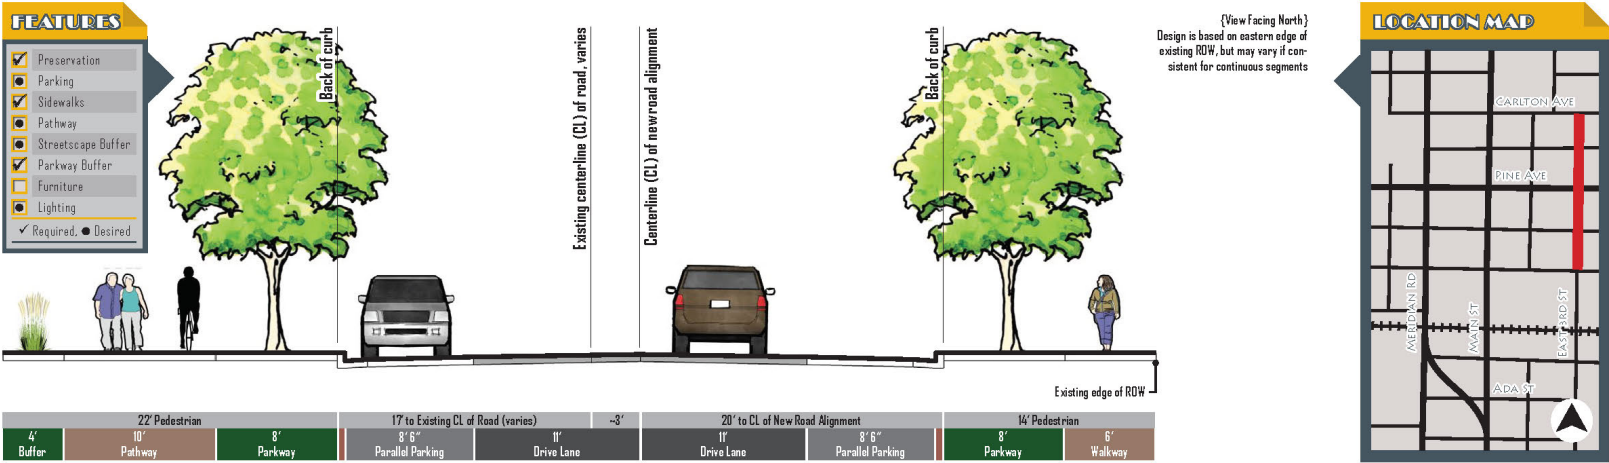 FEATURES
Preservation
Parking
Sidewalks
Pathway
Streetscape Buffer
Parkway Buffer
Furniture
Lighting
✓ Required, ● Desired
Back of curb
Existing centerline (CL) of road, varies
Centerline (CL) of new road alignment
Back of curb
{View Facing North}
Design is based on eastern edge of
existing ROW, but may vary if con-
sistent for continuous segments
Existing edge of ROW
22' Pedestrian
17' to Existing CL of Road (varies)
~3'
20' to CL of New Road Alignment
14' Pedestrian
4'
Buffer
10'
Pathway
8'
Parkway
8' 6"
Parallel Parking
11'
Drive Lane
11'
Drive Lane
8' 6"
Parallel Parking
8'
Parkway
6'
Walkway
LOCATION MAP
CARLTON AVE
PINE AVE
MERIDIAN RD
MAIN ST
EAST 3RD ST
ADA ST